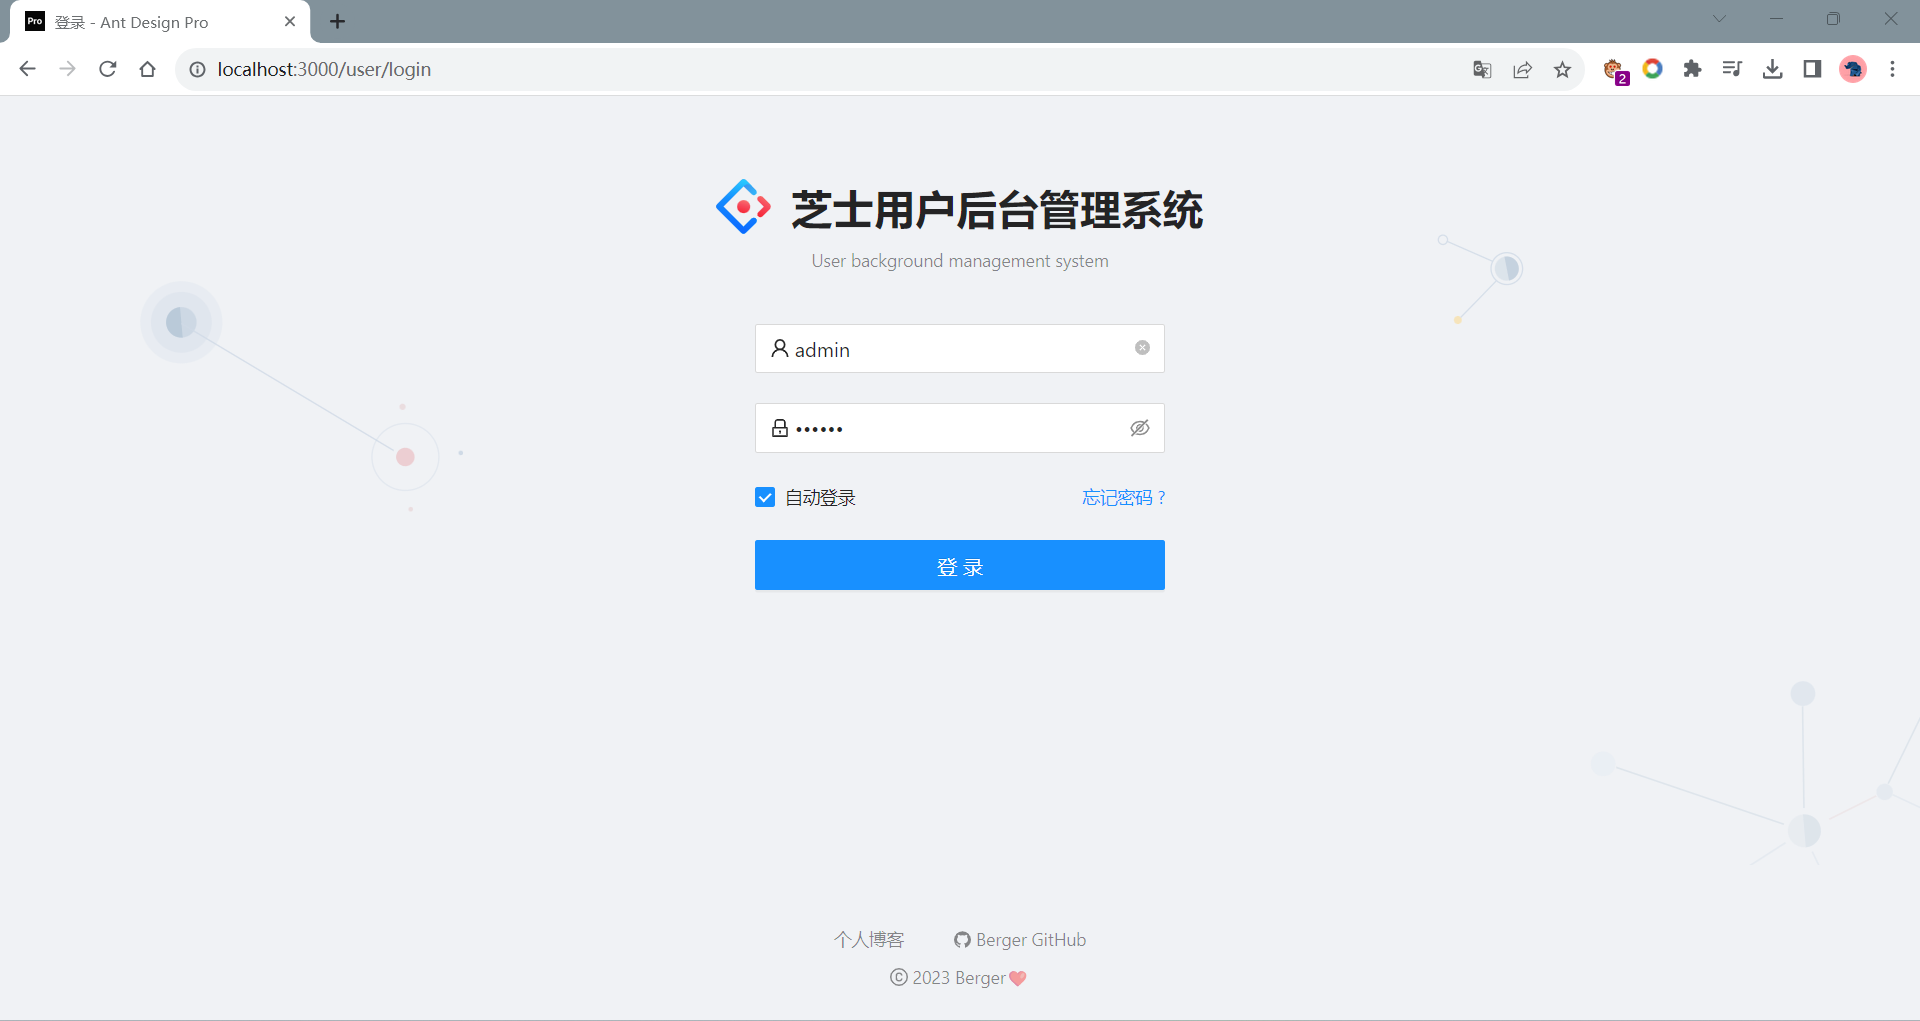 Pro 登录 - Ant Design Pro
localhost:3000/user/login
2
芝士用户后台管理系统
User background management system
admin
••••••
自动登录 忘记密码 ?
登 录
个人博客 Berger GitHub
© 2023 Berger❤